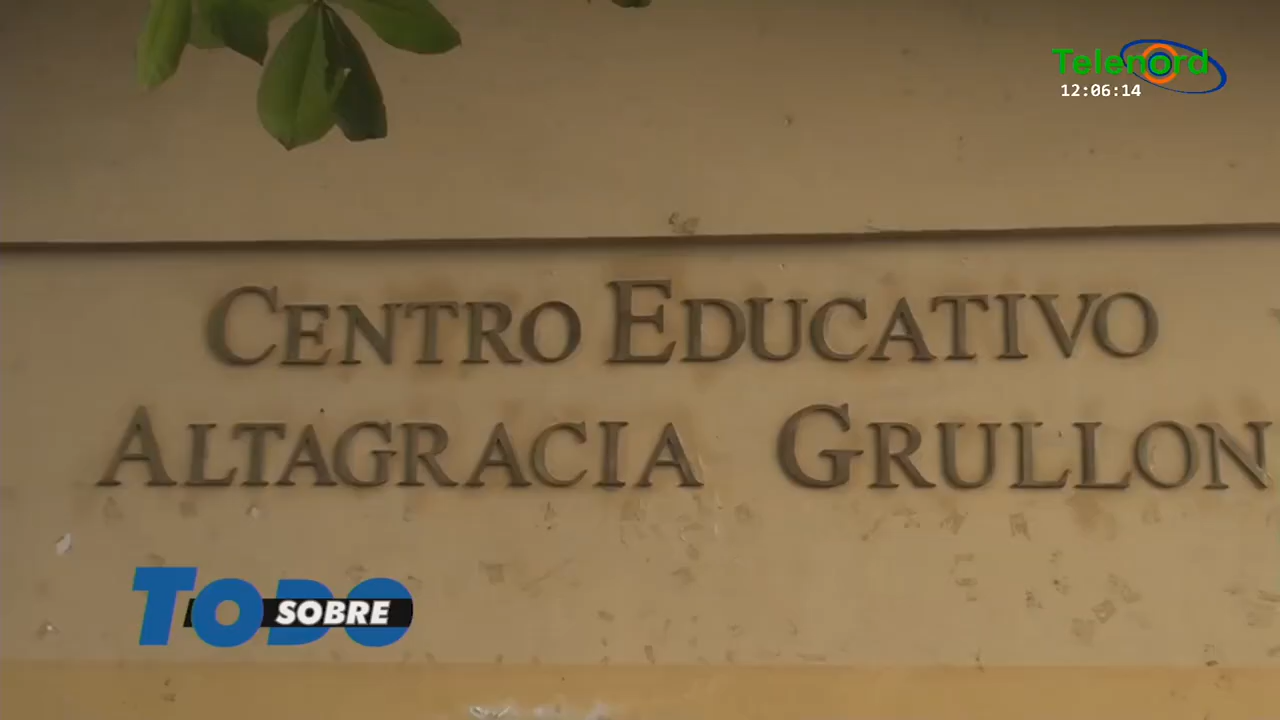 Telenord
12:06:14
CENTRO EDUCATIVO
ALTAGRACIA GRULLON
TODO
SOBRE